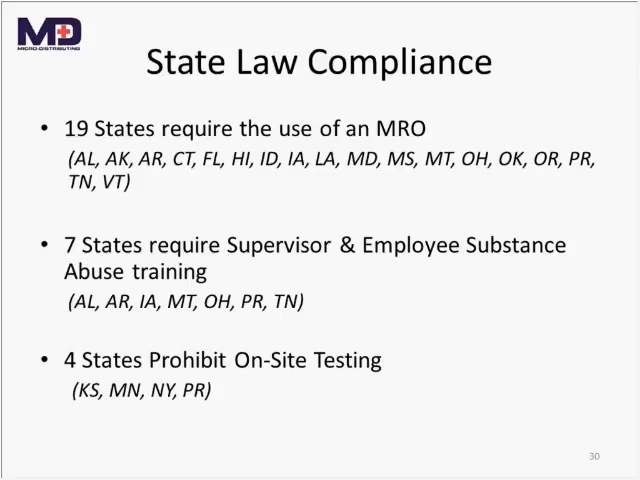 MD
MICRO-DISTRIBUTING
State Law Compliance
• 19 States require the use of an MRO
(AL, AK, AR, CT, FL, HI, ID, IA, LA, MD, MS, MT, OH, OK, OR, PR,
TN, VT)
• 7 States require Supervisor & Employee Substance
Abuse training
(AL, AR, IA, MT, OH, PR, TN)
• 4 States Prohibit On-Site Testing
(KS, MN, NY, PR)
30